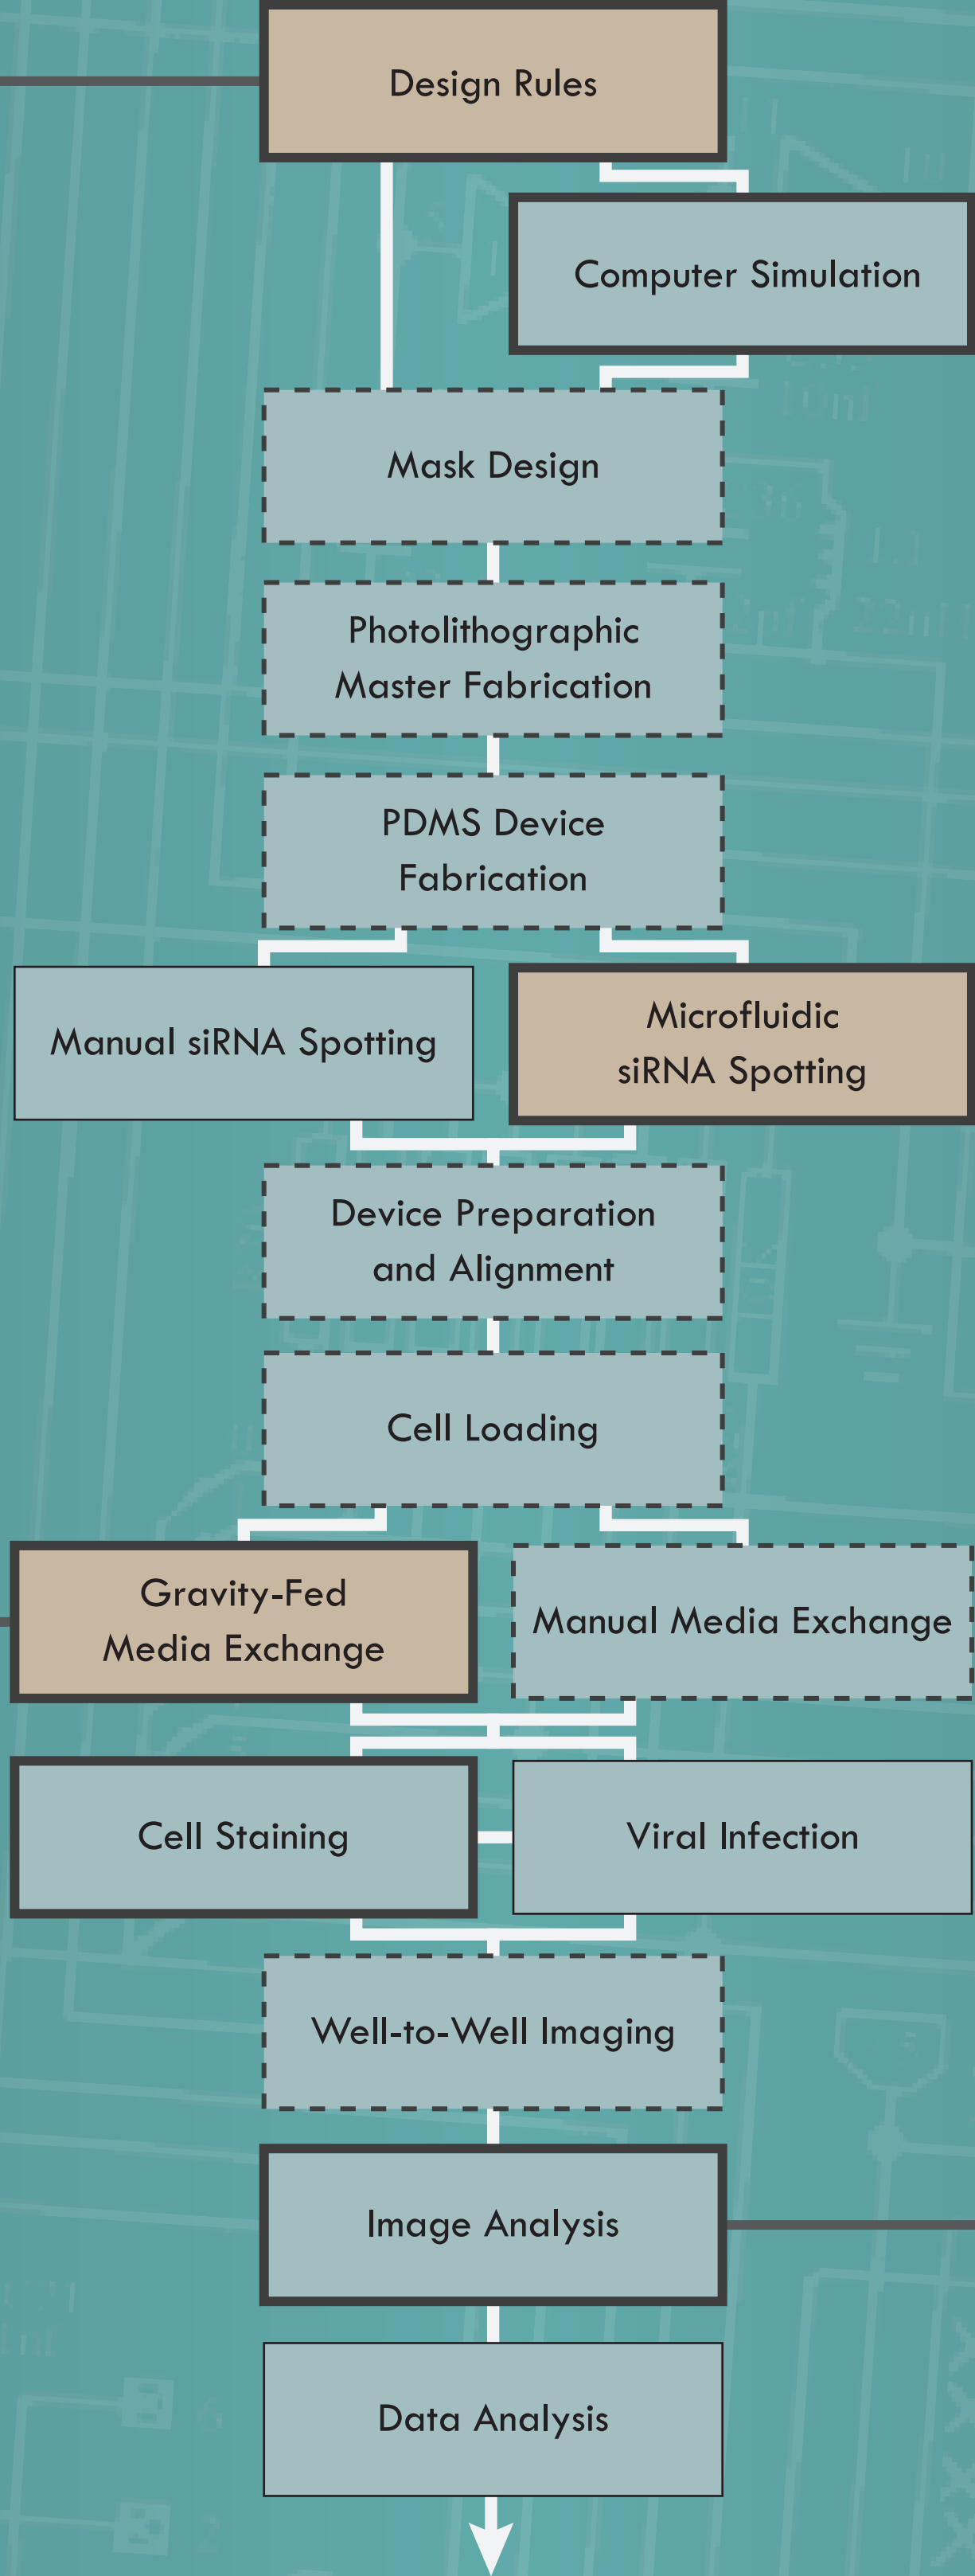 Design Rules
Computer Simulation
Mask Design
Photolithographic
Master Fabrication
PDMS Device
Fabrication
Manual siRNA Spotting
Microfluidic
siRNA Spotting
Device Preparation
and Alignment
Cell Loading
Gravity-Fed
Media Exchange
Manual Media Exchange
Cell Staining
Viral Infection
Well-to-Well Imaging
Image Analysis
Data Analysis